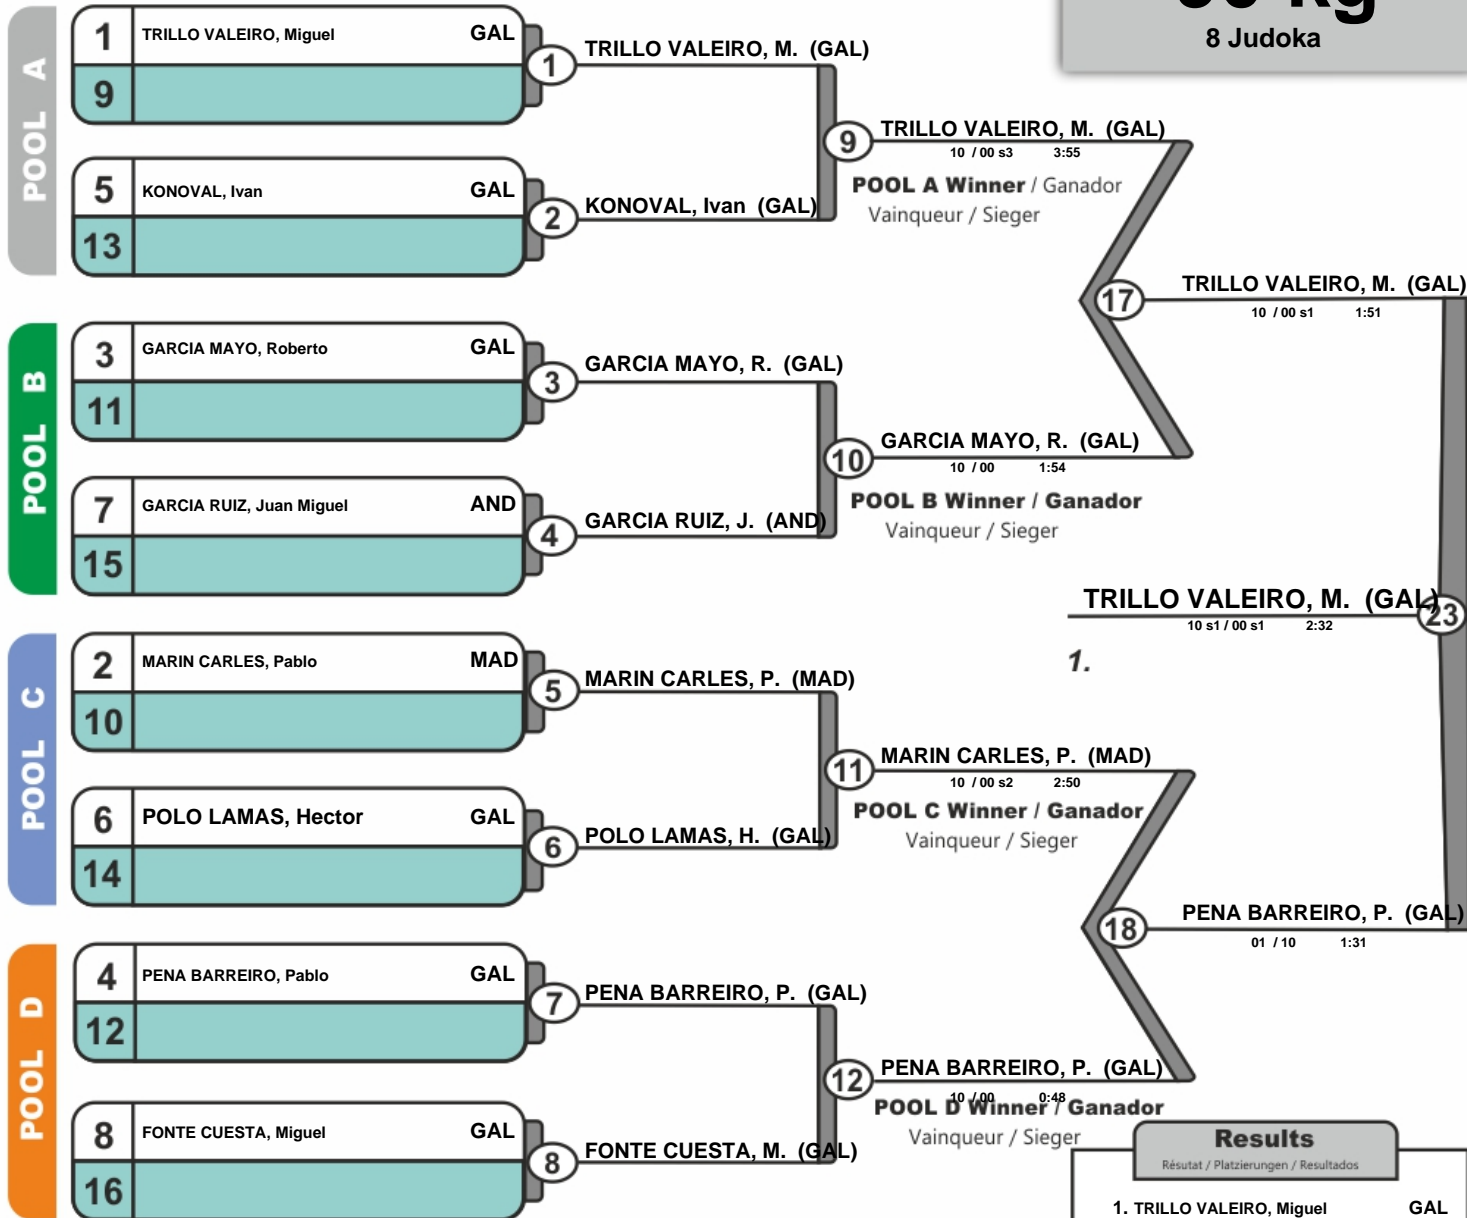 8 Judoka
POOL A
1 TRILLO VALEIRO, Miguel GAL
9
5 KONOVAL, Ivan GAL
13
1
TRILLO VALEIRO, M. (GAL)
2
KONOVAL, Ivan (GAL)
9
TRILLO VALEIRO, M. (GAL)
10 / 00 s3 3:55
POOL A Winner / Ganador
Vainqueur / Sieger
POOL B
3 GARCIA MAYO, Roberto GAL
11
7 GARCIA RUIZ, Juan Miguel AND
15
3
GARCIA MAYO, R. (GAL)
4
GARCIA RUIZ, J. (AND)
10
GARCIA MAYO, R. (GAL)
10 / 00 1:54
POOL B Winner / Ganador
Vainqueur / Sieger
17
TRILLO VALEIRO, M. (GAL)
10 / 00 s1 1:51
TRILLO VALEIRO, M. (GAL)
23
10 s1 / 00 s1 2:32
1.
POOL C
2 MARIN CARLES, Pablo MAD
10
6 POLO LAMAS, Hector GAL
14
5
MARIN CARLES, P. (MAD)
6
POLO LAMAS, H. (GAL)
11
MARIN CARLES, P. (MAD)
10 / 00 s2 2:50
POOL C Winner / Ganador
Vainqueur / Sieger
POOL D
4 PENA BARREIRO, Pablo GAL
12
8 FONTE CUESTA, Miguel GAL
16
7
PENA BARREIRO, P. (GAL)
8
FONTE CUESTA, M. (GAL)
12
PENA BARREIRO, P. (GAL)
10 / 00 0:48
POOL D Winner / Ganador
Vainqueur / Sieger
18
PENA BARREIRO, P. (GAL)
01 / 10 1:31
Results
Résutat / Platzierungen / Resultados
1. TRILLO VALEIRO, Miguel GAL